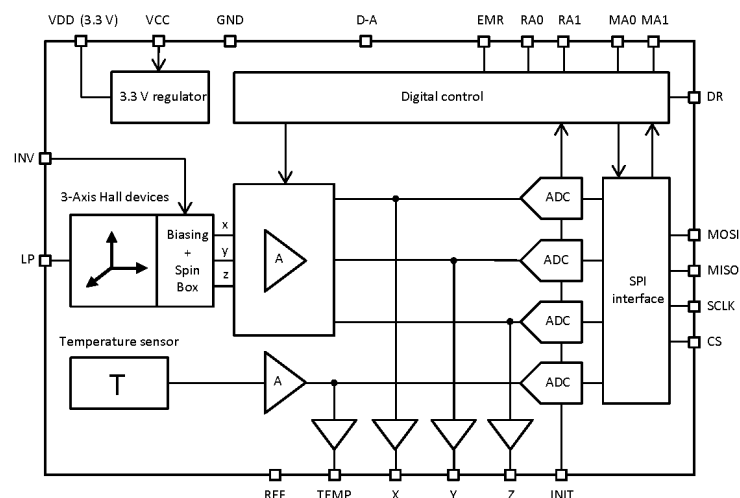 VDD (3.3 V) VCC GND D-A EMR RA0 RA1 MA0 MA1
3.3 V regulator
Digital control
DR
INV
3-Axis Hall devices
x
y
z
Biasing
+
Spin
Box
A
ADC
ADC
ADC
ADC
LP
SPI
interface
MOSI
MISO
SCLK
CS
Temperature sensor
T
A
REF TEMP X Y Z INIT